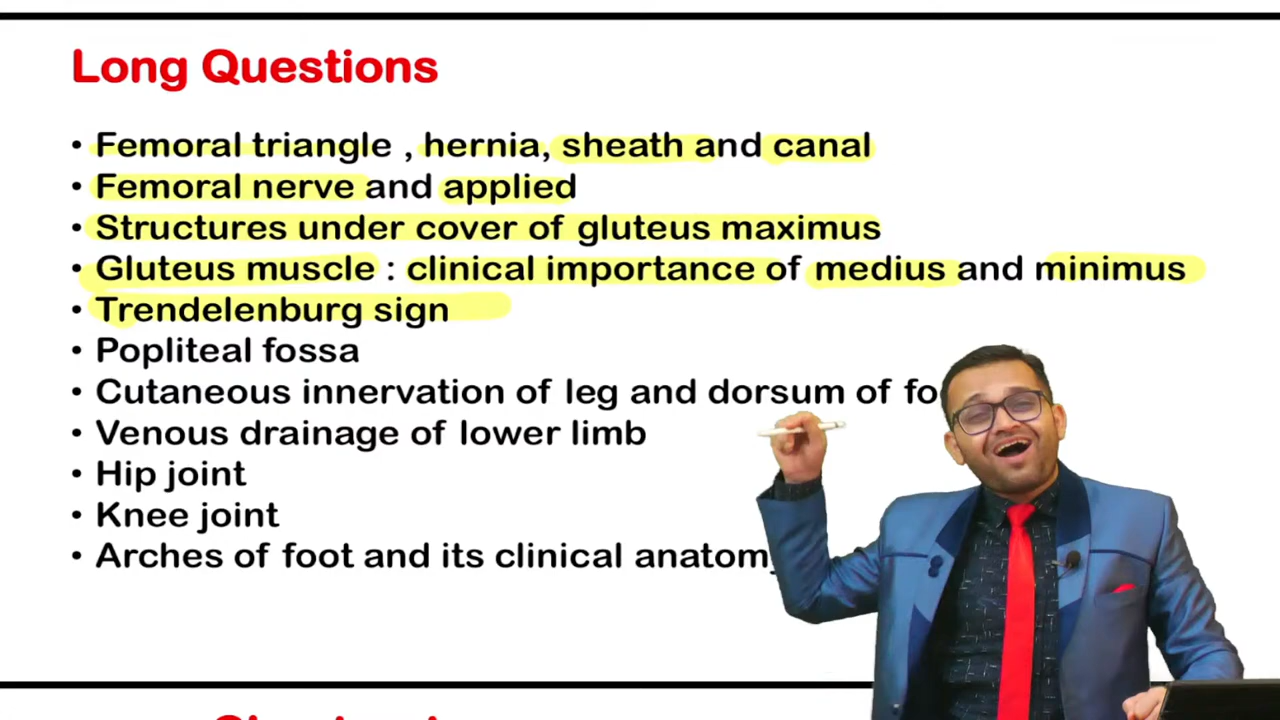 Long Questions
• Femoral triangle , hernia, sheath and canal
• Femoral nerve and applied
• Structures under cover of gluteus maximus
• Gluteus muscle : clinical importance of medius and minimus
• Trendelenburg sign
• Popliteal fossa
• Cutaneous innervation of leg and dorsum of
• Venous drainage of lower limb
• Hip joint
• Knee joint
• Arches of foot and its clinical